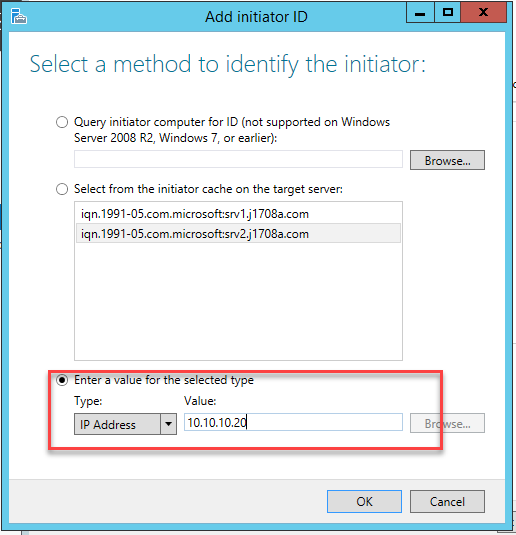 Add initiator ID
Select a method to identify the initiator:
Query initiator computer for ID (not supported on Windows
Server 2008 R2, Windows 7, or earlier):
Browse...
Select from the initiator cache on the target server:
iqn.1991-05.com.microsoft:srv1.j1708a.com
iqn.1991-05.com.microsoft:srv2.j1708a.com
Enter a value for the selected type
Type: Value:
IP Address 10.10.10.20 Browse...
OK Cancel